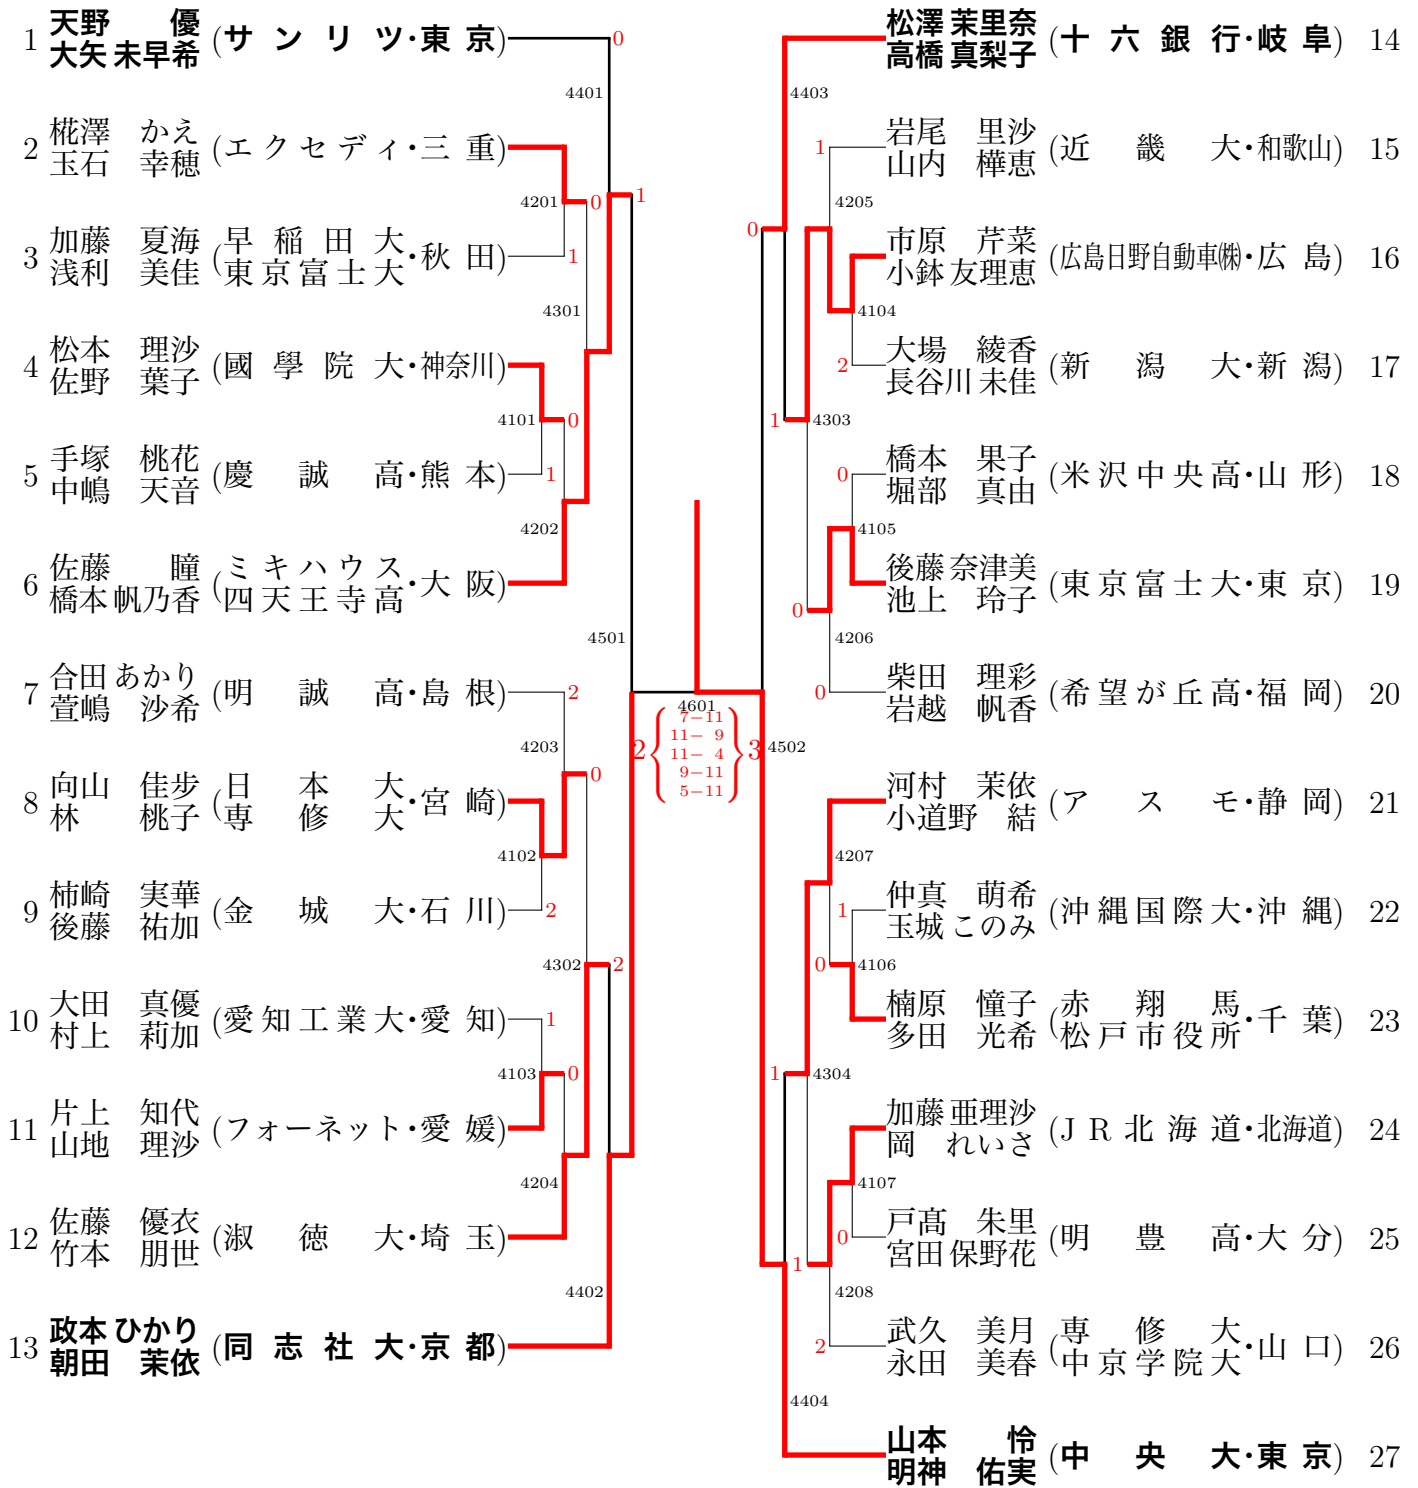 1 天野 優 大矢 未早希 (サンリツ・東京)
0
4401
2 椛澤 かえ 玉石 幸穂 (エクセディ・三重)
4201 0
3 加藤 夏海 浅利 美佳 (早稲田大 東京富士大・秋田)
1
1
4301
4 松本 理沙 佐野 葉子 (國學院大・神奈川)
4101 0
5 手塚 桃花 中嶋 天音 (慶誠高・熊本)
1
4202
6 佐藤 瞳 橋本 帆乃香 (ミキハウス 四天王寺高・大阪)
4501
7 合田 あかり 萱嶋 沙希 (明誠高・島根)
2
4203
0
8 向山 佳歩 林 桃子 (日本大 専修大・宮崎)
4102
9 柿崎 実華 後藤 祐加 (金城大・石川)
2
4302 2
10 大田 真優 村上 莉加 (愛知工業大・愛知)
1
4103 0
11 片上 知代 山地 理沙 (フォーネット・愛媛)
4204
12 佐藤 優衣 竹本 朋世 (淑徳大・埼玉)
4402
13 政本 ひかり 朝田 茉依 (同志社大・京都)
4601
7-11
11- 9
2 11- 4 3
9-11
5-11
松澤 茉里奈 高橋 真梨子 (十六銀行・岐阜) 14
4403
岩尾 里沙 山内 樺恵 (近畿大・和歌山) 15
1
4205
0
市原 芹菜 小鉢 友理恵 (広島日野自動車㈱・広島) 16
4104
大場 綾香 長谷川 未佳 (新潟大・新潟) 17
2
1 4303
橋本 果子 堀部 真由 (米沢中央高・山形) 18
0
4105
後藤 奈津美 池上 玲子 (東京富士大・東京) 19
0
4206
柴田 理彩 岩越 帆香 (希望が丘高・福岡) 20
0
4502
河村 茉依 小道野 結 (アスモ・静岡) 21
4207
仲真 萌希 玉城 このみ (沖縄国際大・沖縄) 22
1
0 4106
楠原 憧子 多田 光希 (赤翔馬 松戸市役所・千葉) 23
1 4304
加藤 亜理沙 岡 れいさ (JR北海道・北海道) 24
4107
戸髙 朱里 宮田 保野花 (明豊高・大分) 25
0
1
4208
武久 美月 永田 美春 (専修大 中京学院大・山口) 26
2
4404
山本 怜 明神 佑実 (中央大・東京) 27